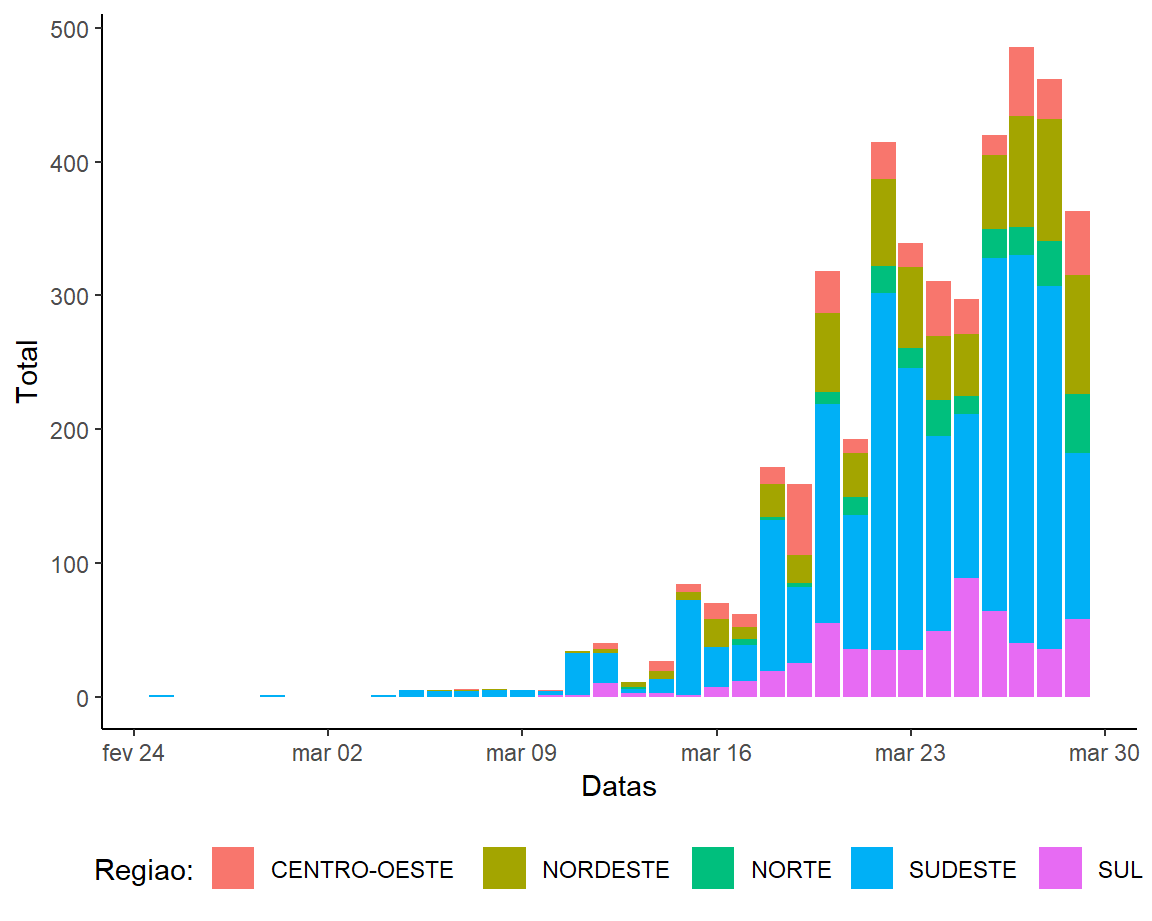 500
400
300
200
100
0
Total
fev 24 mar 02 mar 09 mar 16 mar 23 mar 30
Datas
Regiao: CENTRO-OESTE NORDESTE NORTE SUDESTE SUL